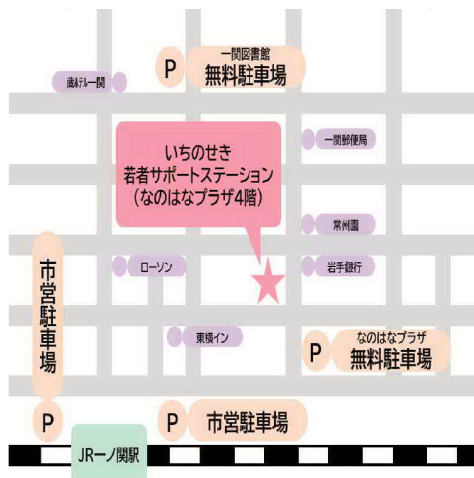 一関図書館
P 無料駐車場
蔵ホテル一関
一関郵便局
いちのせき
若者サポートステーション
（なのはなプラザ4階）
常州園
ローソン
岩手銀行
市営駐車場
P
東横イン
なのはなプラザ
P 無料駐車場
P 市営駐車場
JR一ノ関駅